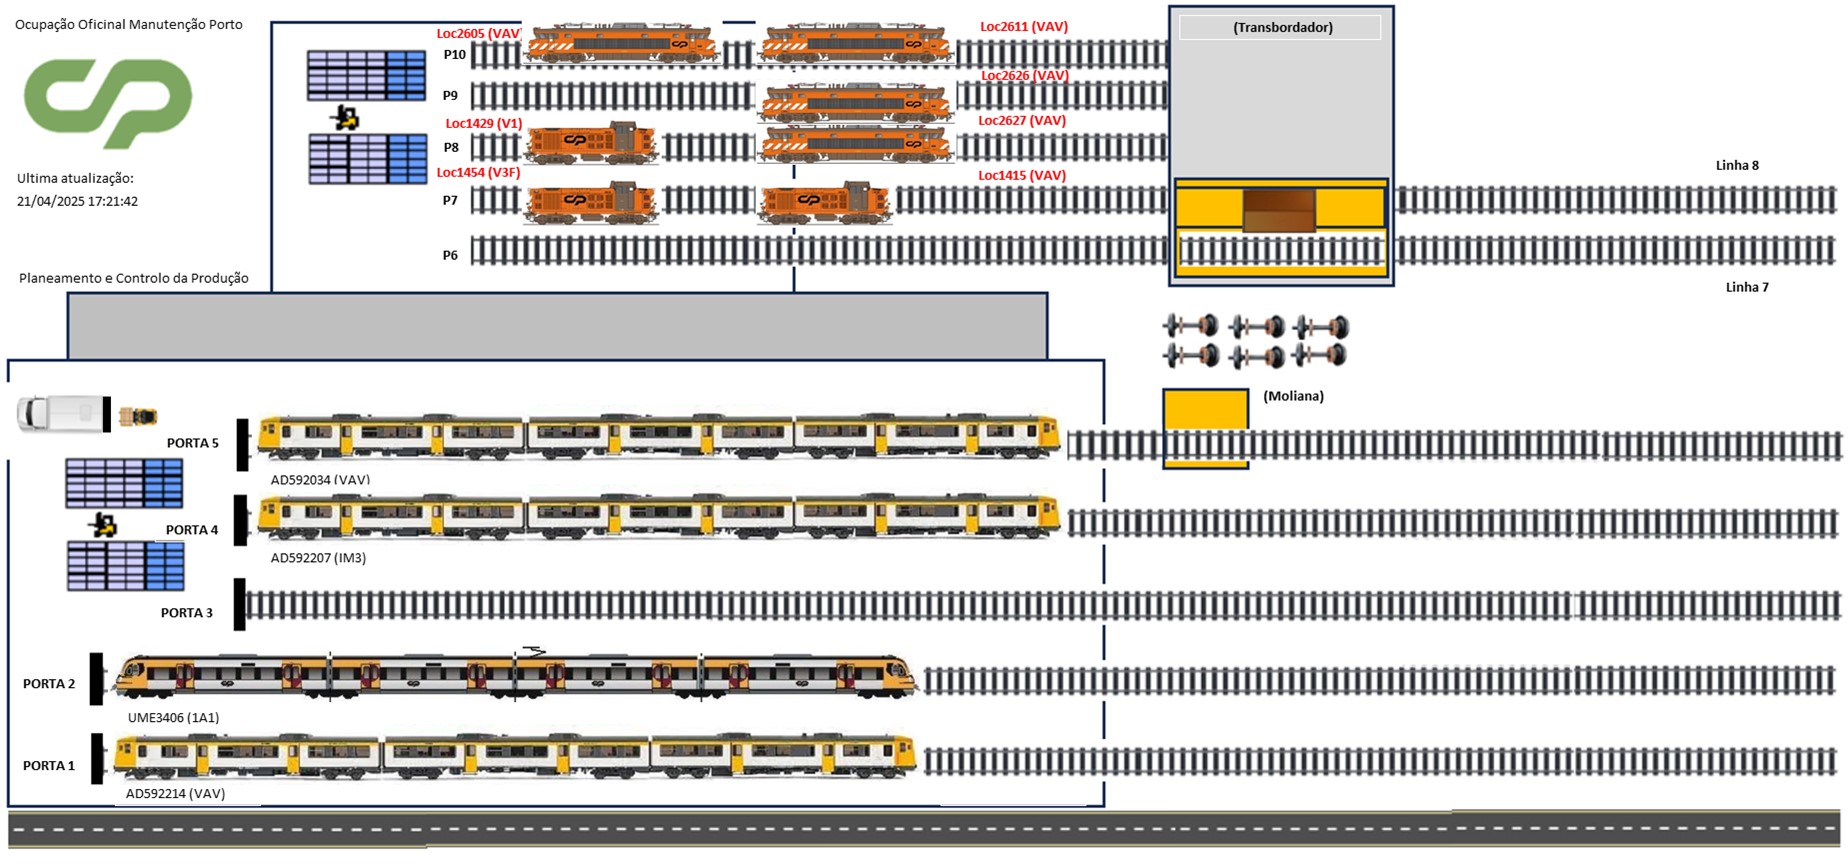 Ocupação Oficinal Manutenção Porto
Ultima atualização:
21/04/2025 17:21:42
Planeamento e Controlo da Produção
Loc2605 (VAV)
Loc2611 (VAV)
P10
Loc2626 (VAV)
P9
Loc1429 (V1)
Loc2627 (VAV)
P8
Loc1454 (V3F)
Loc1415 (VAV)
P7
P6
(Transbordador)
Linha 8
Linha 7
(Moliana)
PORTA 5
AD592034 (VAV)
PORTA 4
AD592207 (IM3)
PORTA 3
PORTA 2
UME3406 (1A1)
PORTA 1
AD592214 (VAV)